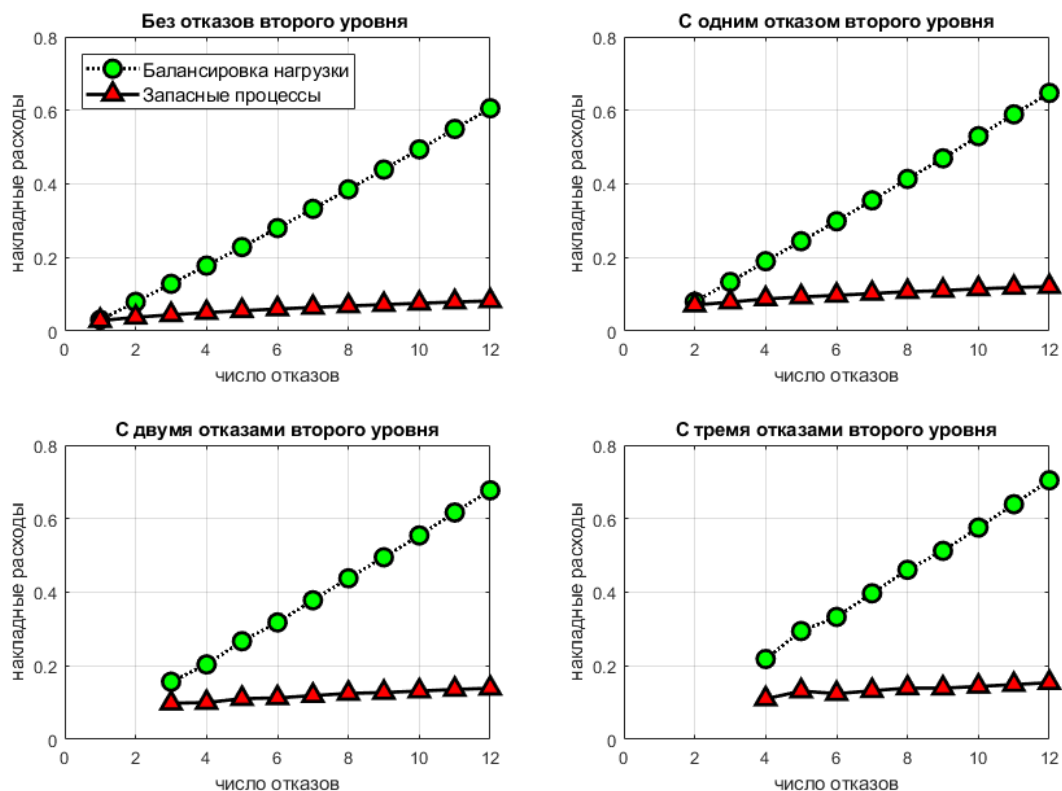 Без отказов второго уровня
0.8
0.6
0.4
0.2
0
накладные расходы
Балансировка нагрузки
Запасные процессы
0 2 4 6 8 10 12
число отказов
С одним отказом второго уровня
0.8
0.6
0.4
0.2
0
накладные расходы
0 2 4 6 8 10 12
число отказов
С двумя отказами второго уровня
0.8
0.6
0.4
0.2
0
накладные расходы
0 2 4 6 8 10 12
число отказов
С тремя отказами второго уровня
0.8
0.6
0.4
0.2
0
накладные расходы
0 2 4 6 8 10 12
число отказов